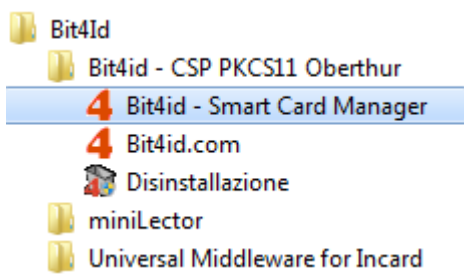 Bit4Id
Bit4id - CSP PKCS11 Oberthur
Bit4id - Smart Card Manager
Bit4id.com
Disinstallazione
miniLector
Universal Middleware for Incard